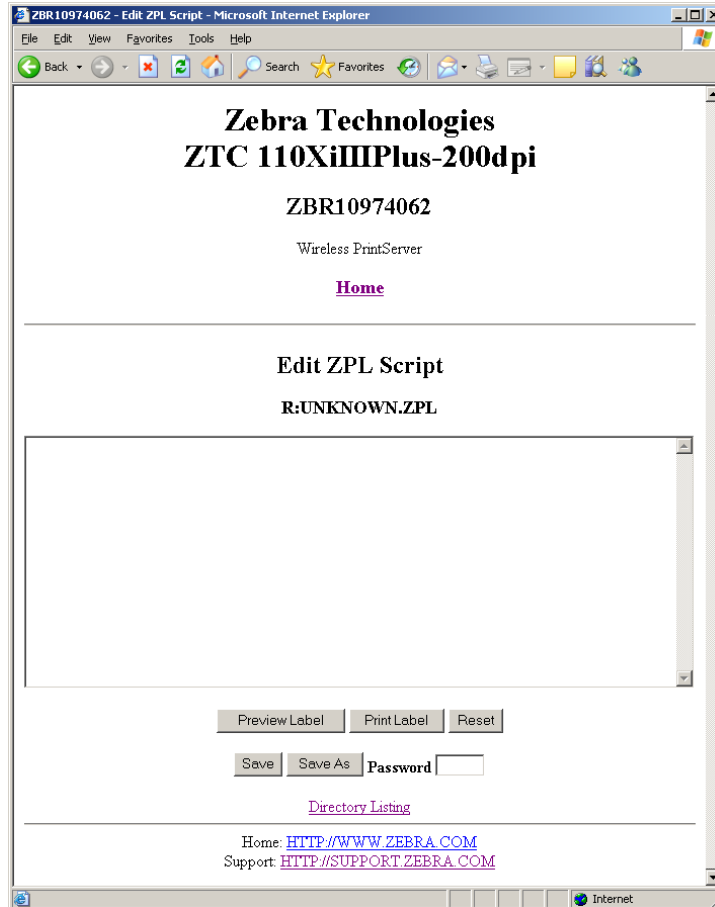 ZBR10974062 - Edit ZPL Script - Microsoft Internet Explorer
File Edit View Favorites Tools Help
Back Search Favorites
Zebra Technologies
ZTC 110XiIIIPlus-200dpi
ZBR10974062
Wireless PrintServer
Home
Edit ZPL Script
R:UNKNOWN.ZPL
Preview Label Print Label Reset
Save Save As Password
Directory Listing
Home: HTTP://WWW.ZEBRA.COM
Support: HTTP://SUPPORT.ZEBRA.COM
Internet